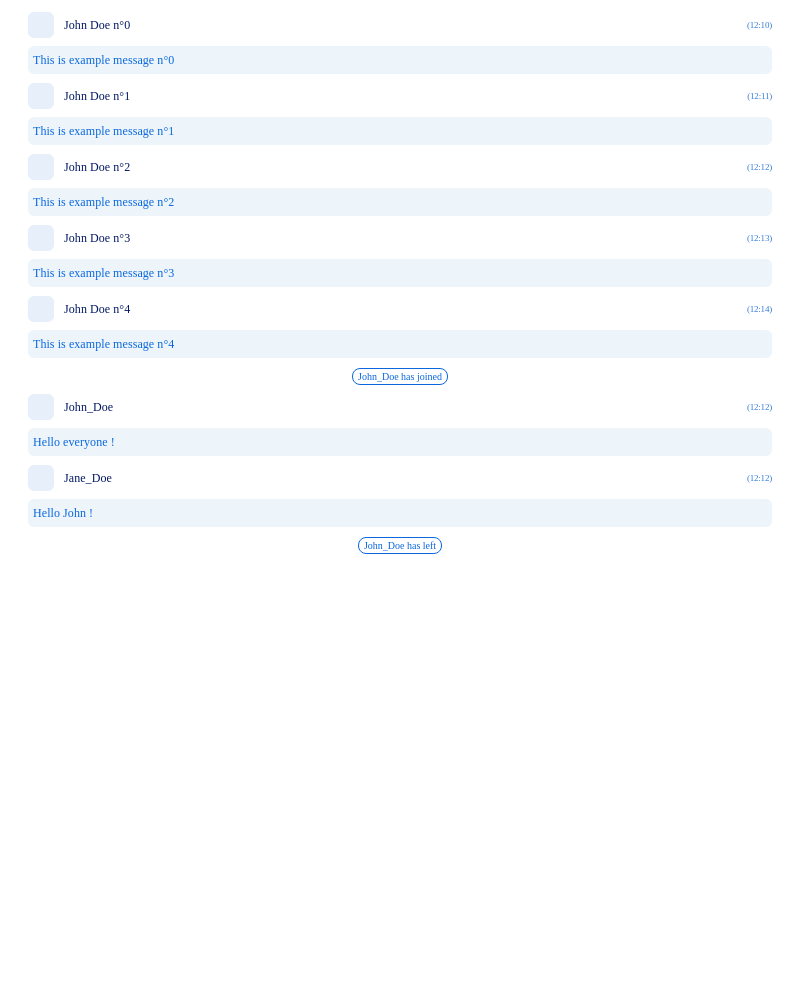 John Doe n°0 (12:10)
This is example message n°0
John Doe n°1 (12:11)
This is example message n°1
John Doe n°2 (12:12)
This is example message n°2
John Doe n°3 (12:13)
This is example message n°3
John Doe n°4 (12:14)
This is example message n°4
John_Doe has joined
John_Doe (12:12)
Hello everyone !
Jane_Doe (12:12)
Hello John !
John_Doe has left